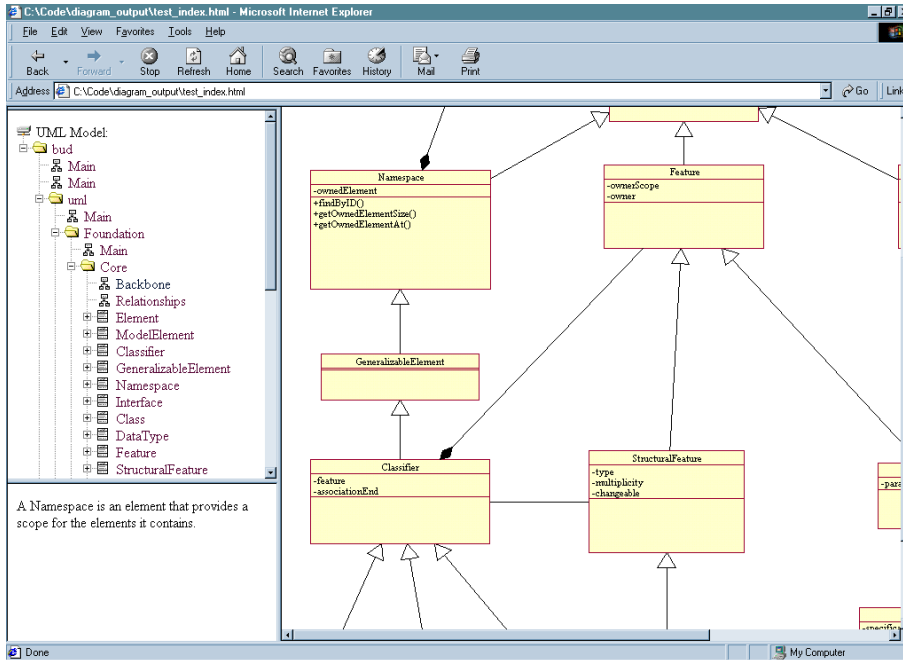 C:\Code\diagram_output\test_index.html - Microsoft Internet Explorer
File Edit View Favorites Tools Help
Back Forward Stop Refresh Home Search Favorites History Mail Print
Address C:\Code\diagram_output\test_index.html Go Link
UML Model:
bud
Main
Main
uml
Main
Foundation
Main
Core
Backbone
Relationships
Element
ModelElement
Classifier
GeneralizableElement
Namespace
Interface
Class
DataType
Feature
StructuralFeature
A Namespace is an element that provides a
scope for the elements it contains.
Namespace
-ownedElement
+findByID()
+getOwnedElementSize()
+getOwnedElementAt()
Feature
-ownerScope
-owner
GeneralizableElement
Classifier
-feature
-associationEnd
StructuralFeature
-type
-multiplicity
-changeable
-para
-specifica
Done
My Computer